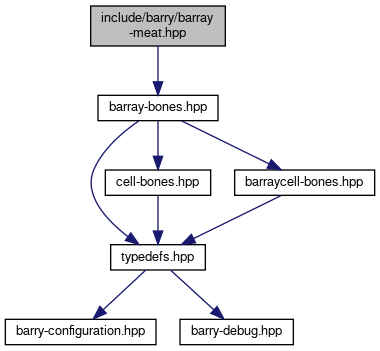 include/barry/barray
-meat.hpp
barray-bones.hpp
cell-bones.hpp
barraycell-bones.hpp
typedefs.hpp
barry-configuration.hpp
barry-debug.hpp